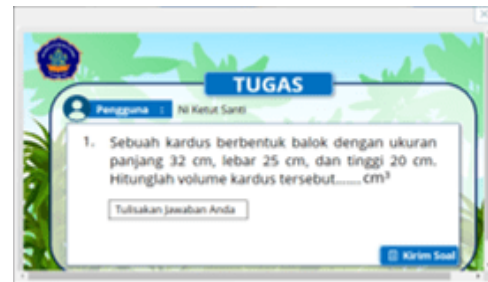 TUGAS
Pengguna : Ni Ketut Santi
1. Sebuah kardus berbentuk balok dengan ukuran
panjang 32 cm, lebar 25 cm, dan tinggi 20 cm.
Hitunglah volume kardus tersebut....... cm³
Tulisakan Jawaban Anda
Kirim Soal